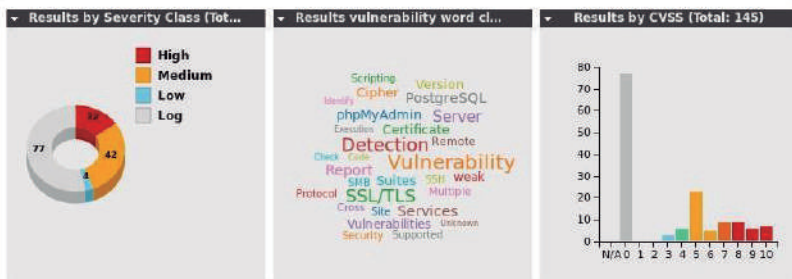 Results by Severity Class (Tot...
High
Medium
Low
Log
77
42
4
Results vulnerability word cl...
Scripting
Version
Cipher
Identify
PostgreSQL
phpMyAdmin
Server
Execution
Certificate
Detection
Remote
Check
Code
Vulnerability
Report
SMB
Suites
SSH
weak
Protocol
SSL/TLS
Multiple
Cross
Site
Services
Vulnerabilities
Unknown
Security
Supported
Results by CVSS (Total: 145)
80
70
60
50
40
30
20
10
0
N/A 0 1 2 3 4 5 6 7 8 9 10